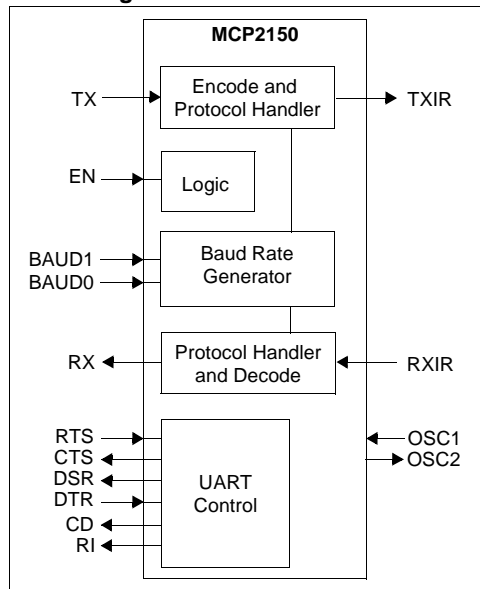 MCP2150
TX
Encode and
Protocol Handler
TXIR
EN
Logic
BAUD1
BAUD0
Baud Rate
Generator
RX
Protocol Handler
and Decode
RXIR
RTS
CTS
DSR
DTR
CD
RI
UART
Control
OSC1
OSC2